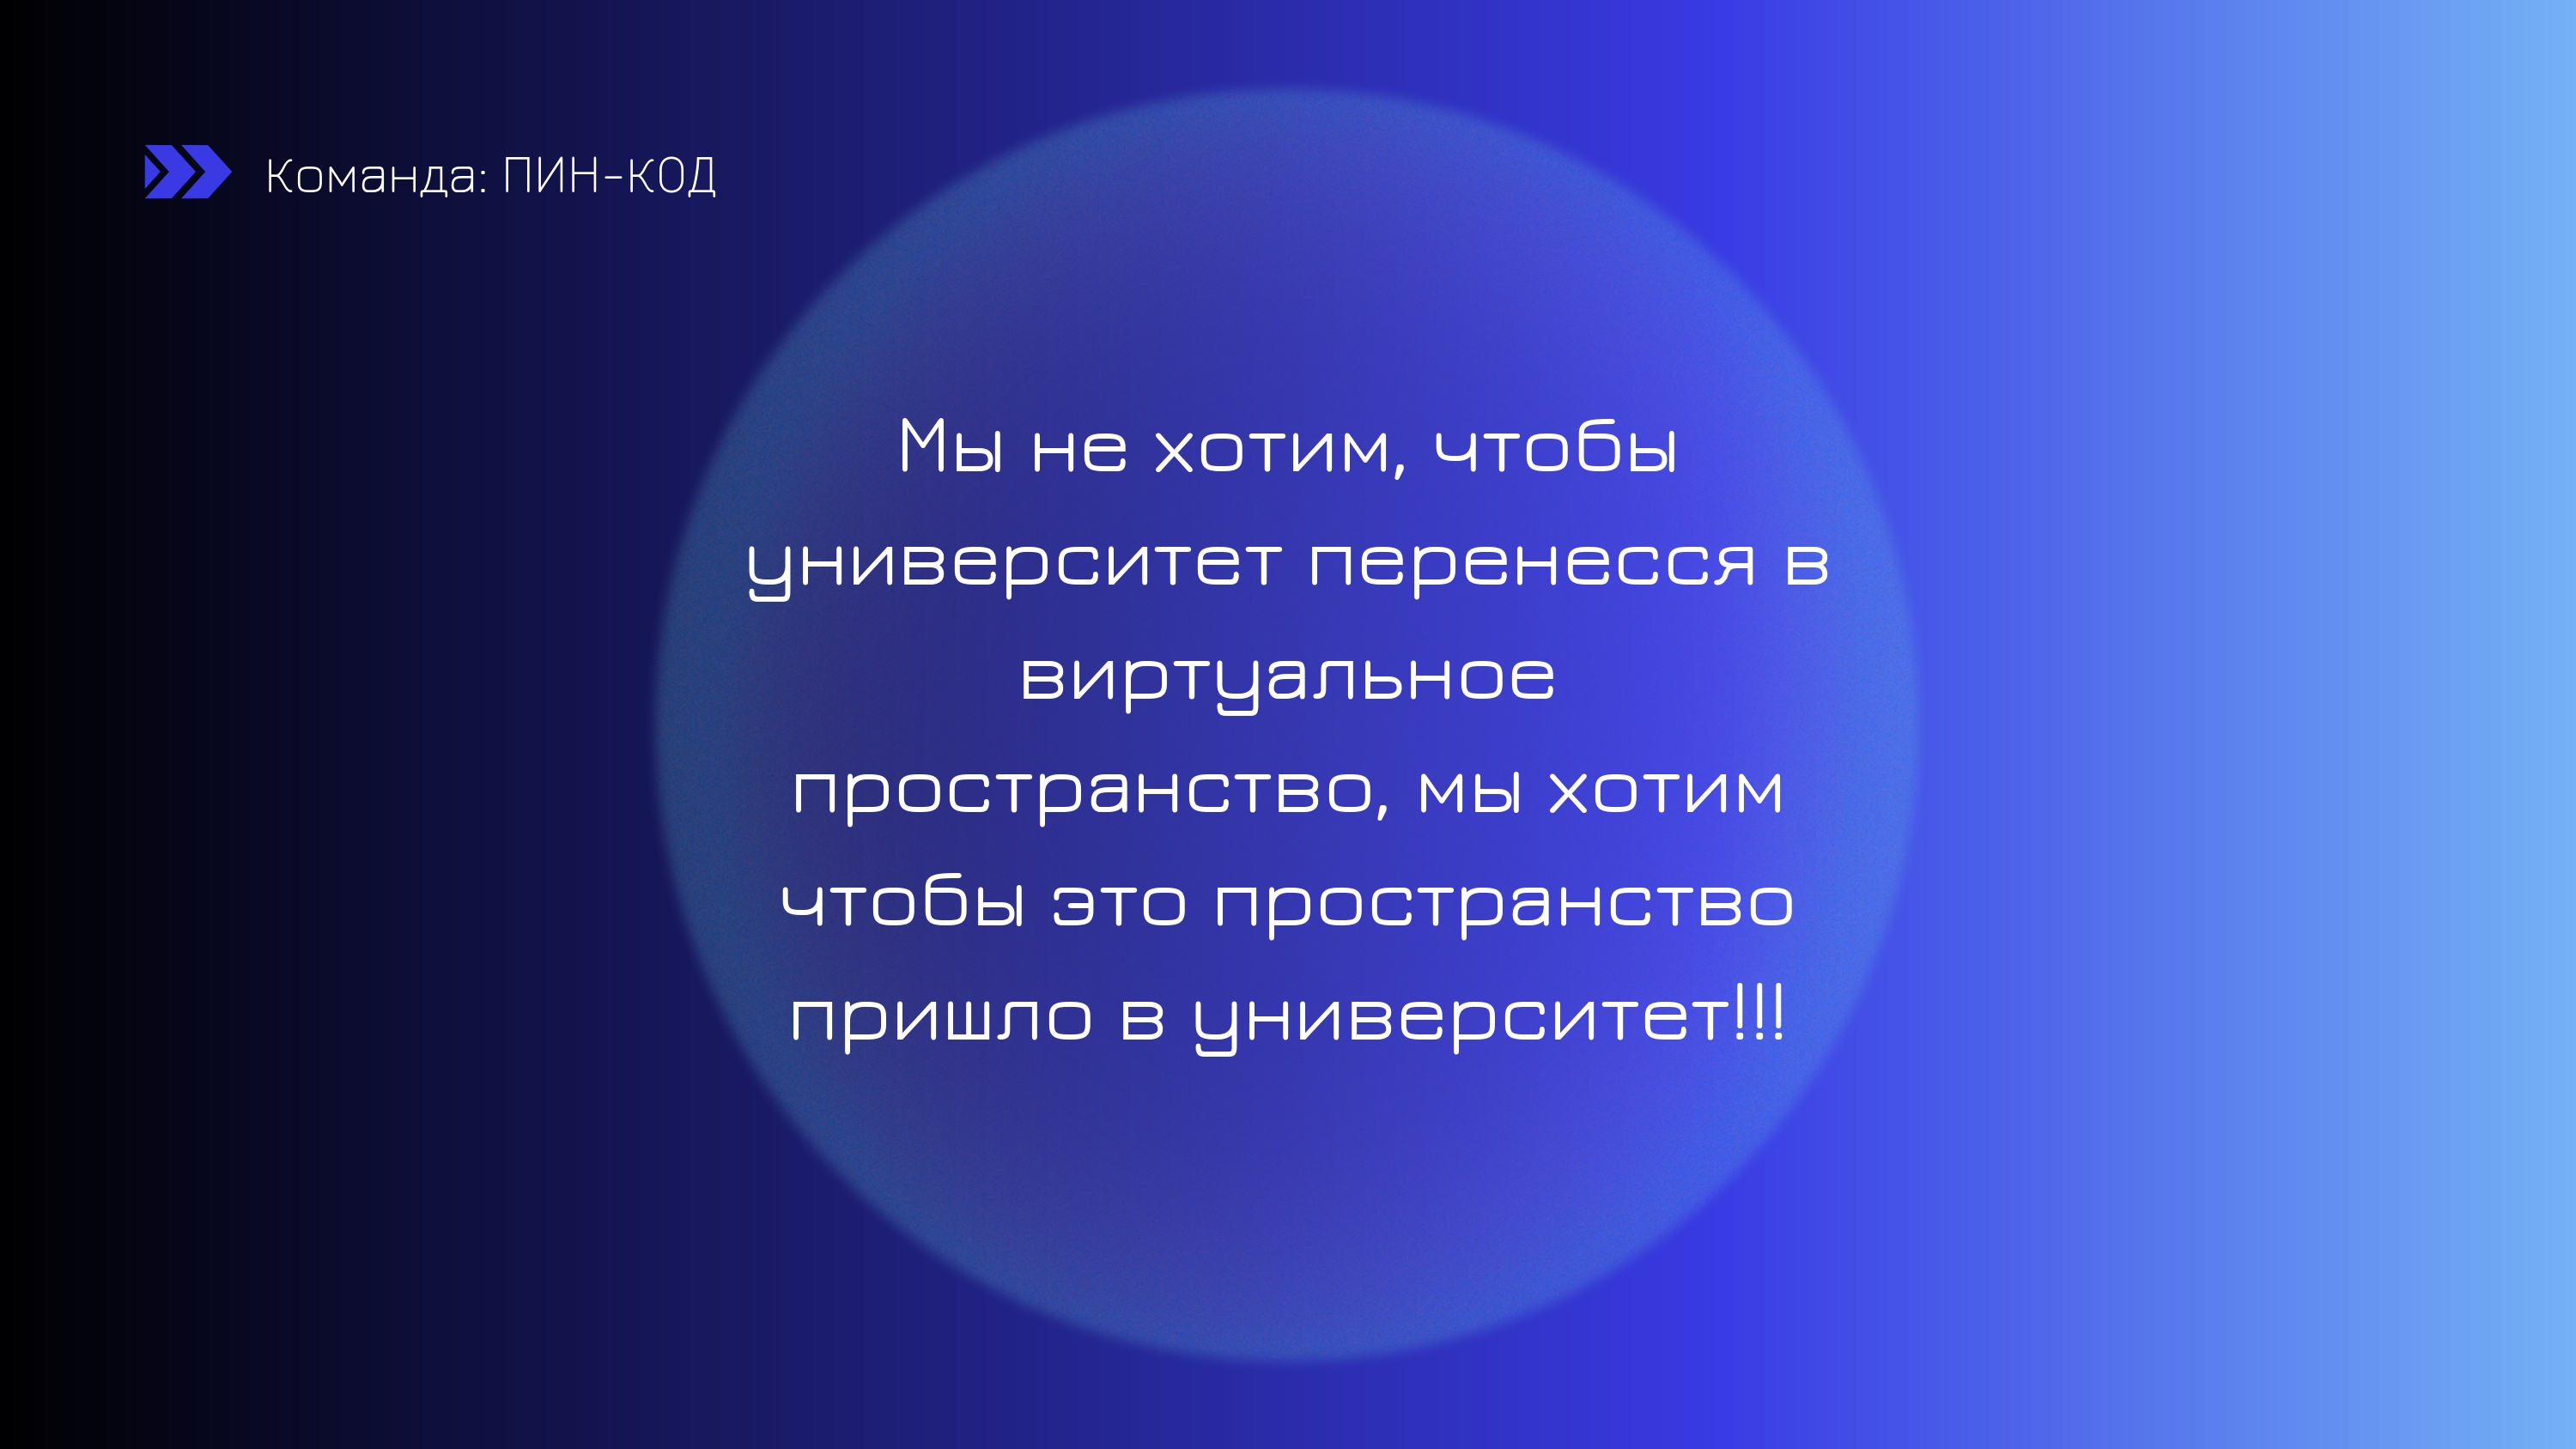 Команда: ПИН-КОД
Мы не хотим, чтобы
университет перенесся в
виртуальное
пространство, мы хотим
чтобы это пространство
пришло в университет!!!